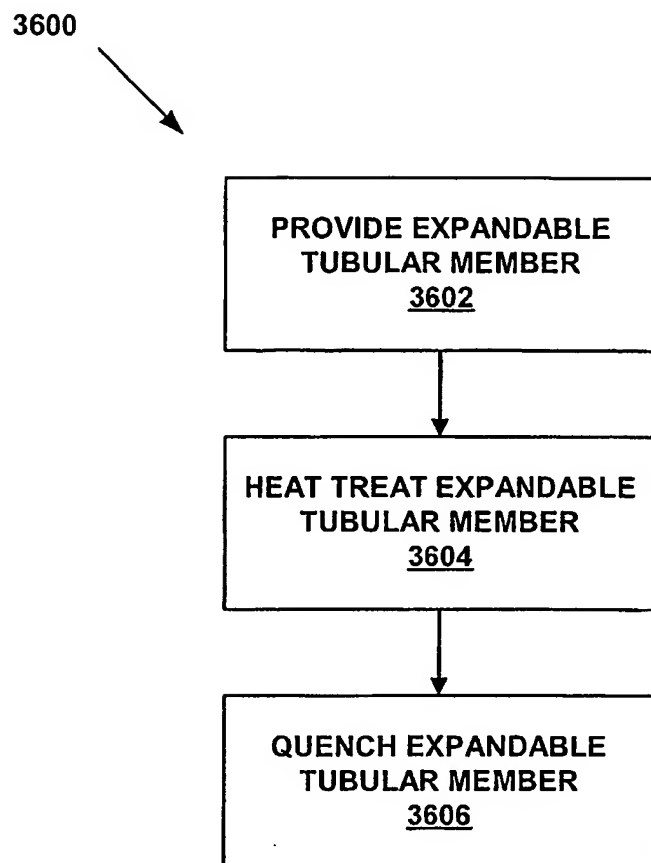 3600
PROVIDE EXPANDABLE
TUBULAR MEMBER
3602
HEAT TREAT EXPANDABLE
TUBULAR MEMBER
3604
QUENCH EXPANDABLE
TUBULAR MEMBER
3606